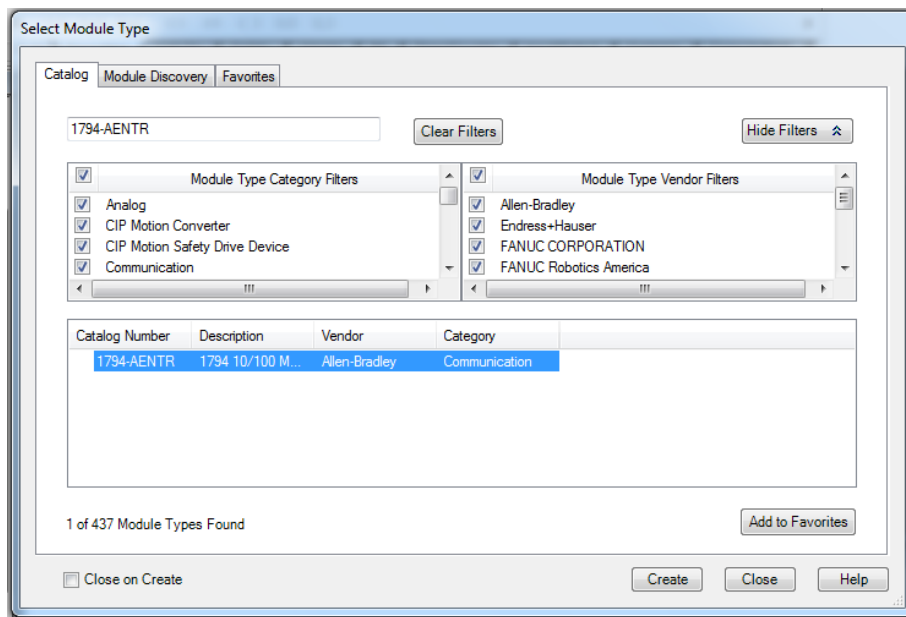 Select Module Type
Catalog Module Discovery Favorites
1794-AENTR Clear Filters Hide Filters
Module Type Category Filters Module Type Vendor Filters
Analog Allen-Bradley
CIP Motion Converter Endress+Hauser
CIP Motion Safety Drive Device FANUC CORPORATION
Communication FANUC Robotics America
Catalog Number Description Vendor Category
1794-AENTR 1794 10/100 M... Allen-Bradley Communication
1 of 437 Module Types Found Add to Favorites
Close on Create Create Close Help